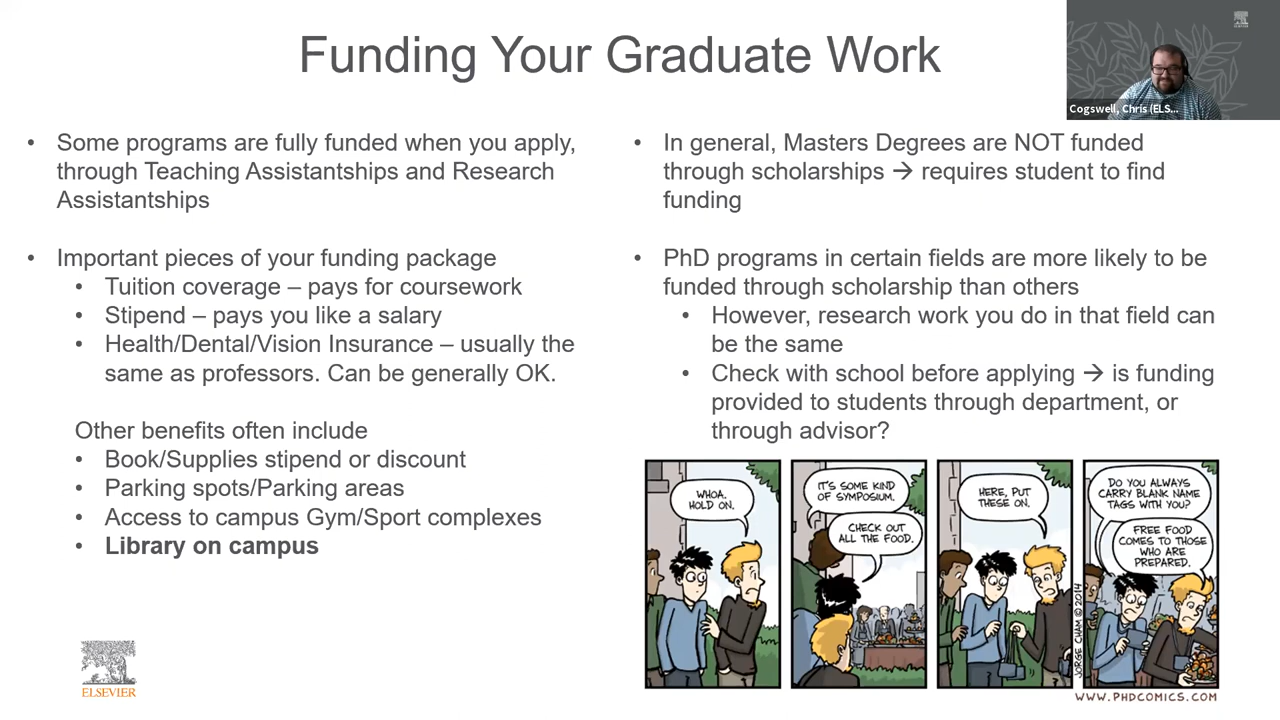 Funding Your Graduate Work
Cogswell, Chris (ELS...
• Some programs are fully funded when you apply,
through Teaching Assistantships and Research
Assistantships
• Important pieces of your funding package
• Tuition coverage – pays for coursework
• Stipend – pays you like a salary
• Health/Dental/Vision Insurance – usually the
same as professors. Can be generally OK.
Other benefits often include
• Book/Supplies stipend or discount
• Parking spots/Parking areas
• Access to campus Gym/Sport complexes
• Library on campus
• In general, Masters Degrees are NOT funded
through scholarships → requires student to find
funding
• PhD programs in certain fields are more likely to be
funded through scholarship than others
• However, research work you do in that field can
be the same
• Check with school before applying → is funding
provided to students through department, or
through advisor?
WHOA.
HOLD ON.
IT'S SOME KIND
OF SYMPOSIUM.
CHECK OUT
ALL THE FOOD.
HERE, PUT
THESE ON.
DO YOU ALWAYS
CARRY BLANK NAME
TAGS WITH YOU?
FREE FOOD
COMES TO THOSE
WHO ARE
PREPARED.
JORGE CHAM © 2014
WWW.PHDCOMICS.COM
ELSEVIER